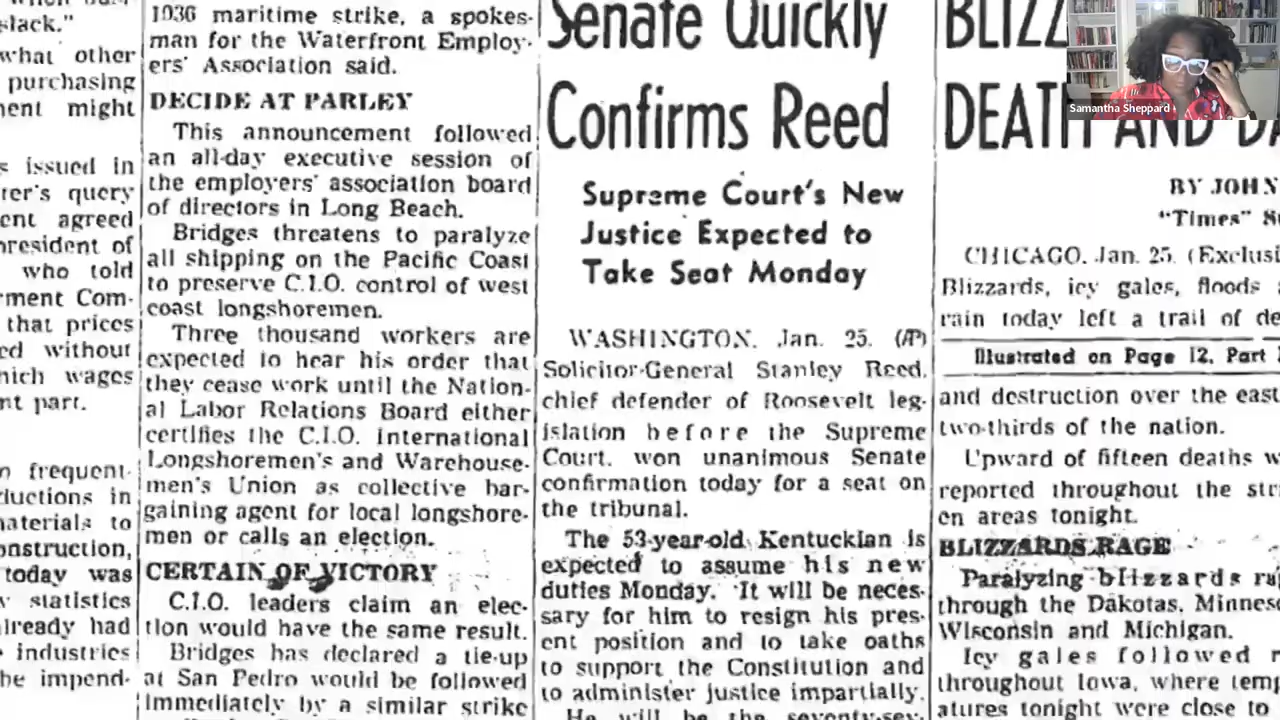 slack."
what other
purchasing
ment might
s issued in
ter's query
ent agreed
president of
who told
rment Com-
that prices
ed without
hich wages
nt part.
n frequent-
ductions in
naterials to
onstruction,
today was
v statistics
already had
industries
he impend-
1936 maritime strike, a spokes-
man for the Waterfront Employ-
ers' Association said.
DECIDE AT PARLEY
This announcement followed
an all-day executive session of
the employers' association board
of directors in Long Beach.
Bridges threatens to paralyze
all shipping on the Pacific Coast
to preserve C.I.O. control of west
coast longshoremen.
Three thousand workers are
expected to hear his order that
they cease work until the Nation-
al Labor Relations Board either
certifies the C.I.O. International
Longshoremen's and Warehouse-
men's Union as collective bar-
gaining agent for local longshore-
men or calls an election.
CERTAIN OF VICTORY
C.I.O. leaders claim an elec-
tion would have the same result.
Bridges has declared a tie-up
at San Pedro would be followed
immediately by a similar strike
Senate Quickly
Confirms Reed
Supreme Court's New
Justice Expected to
Take Seat Monday
WASHINGTON, Jan. 25. (AP)
Solicitor-General Stanley Reed,
chief defender of Roosevelt leg-
islation before the Supreme
Court, won unanimous Senate
confirmation today for a seat on
the tribunal.
The 53-year-old Kentuckian is
expected to assume his new
duties Monday. It will be neces-
sary for him to resign his pres-
ent position and to take oaths
to support the Constitution and
to administer justice impartially.
He will be the seventy-sev-
BLIZZ
DEATH AND DA
BY JOHN
"Times" S
CHICAGO, Jan. 25. (Exclusi
Blizzards, icy gales, floods
rain today left a trail of de
Illustrated on Page 12, Part
and destruction over the east
two-thirds of the nation.
Upward of fifteen deaths w
reported throughout the stri
en areas tonight.
BLIZZARDS RAGE
Paralyzing blizzards ra
through the Dakotas, Minnes
Wisconsin and Michigan.
Icy gales followed r
throughout Iowa, where temp
atures tonight were close to
Samantha Sheppard